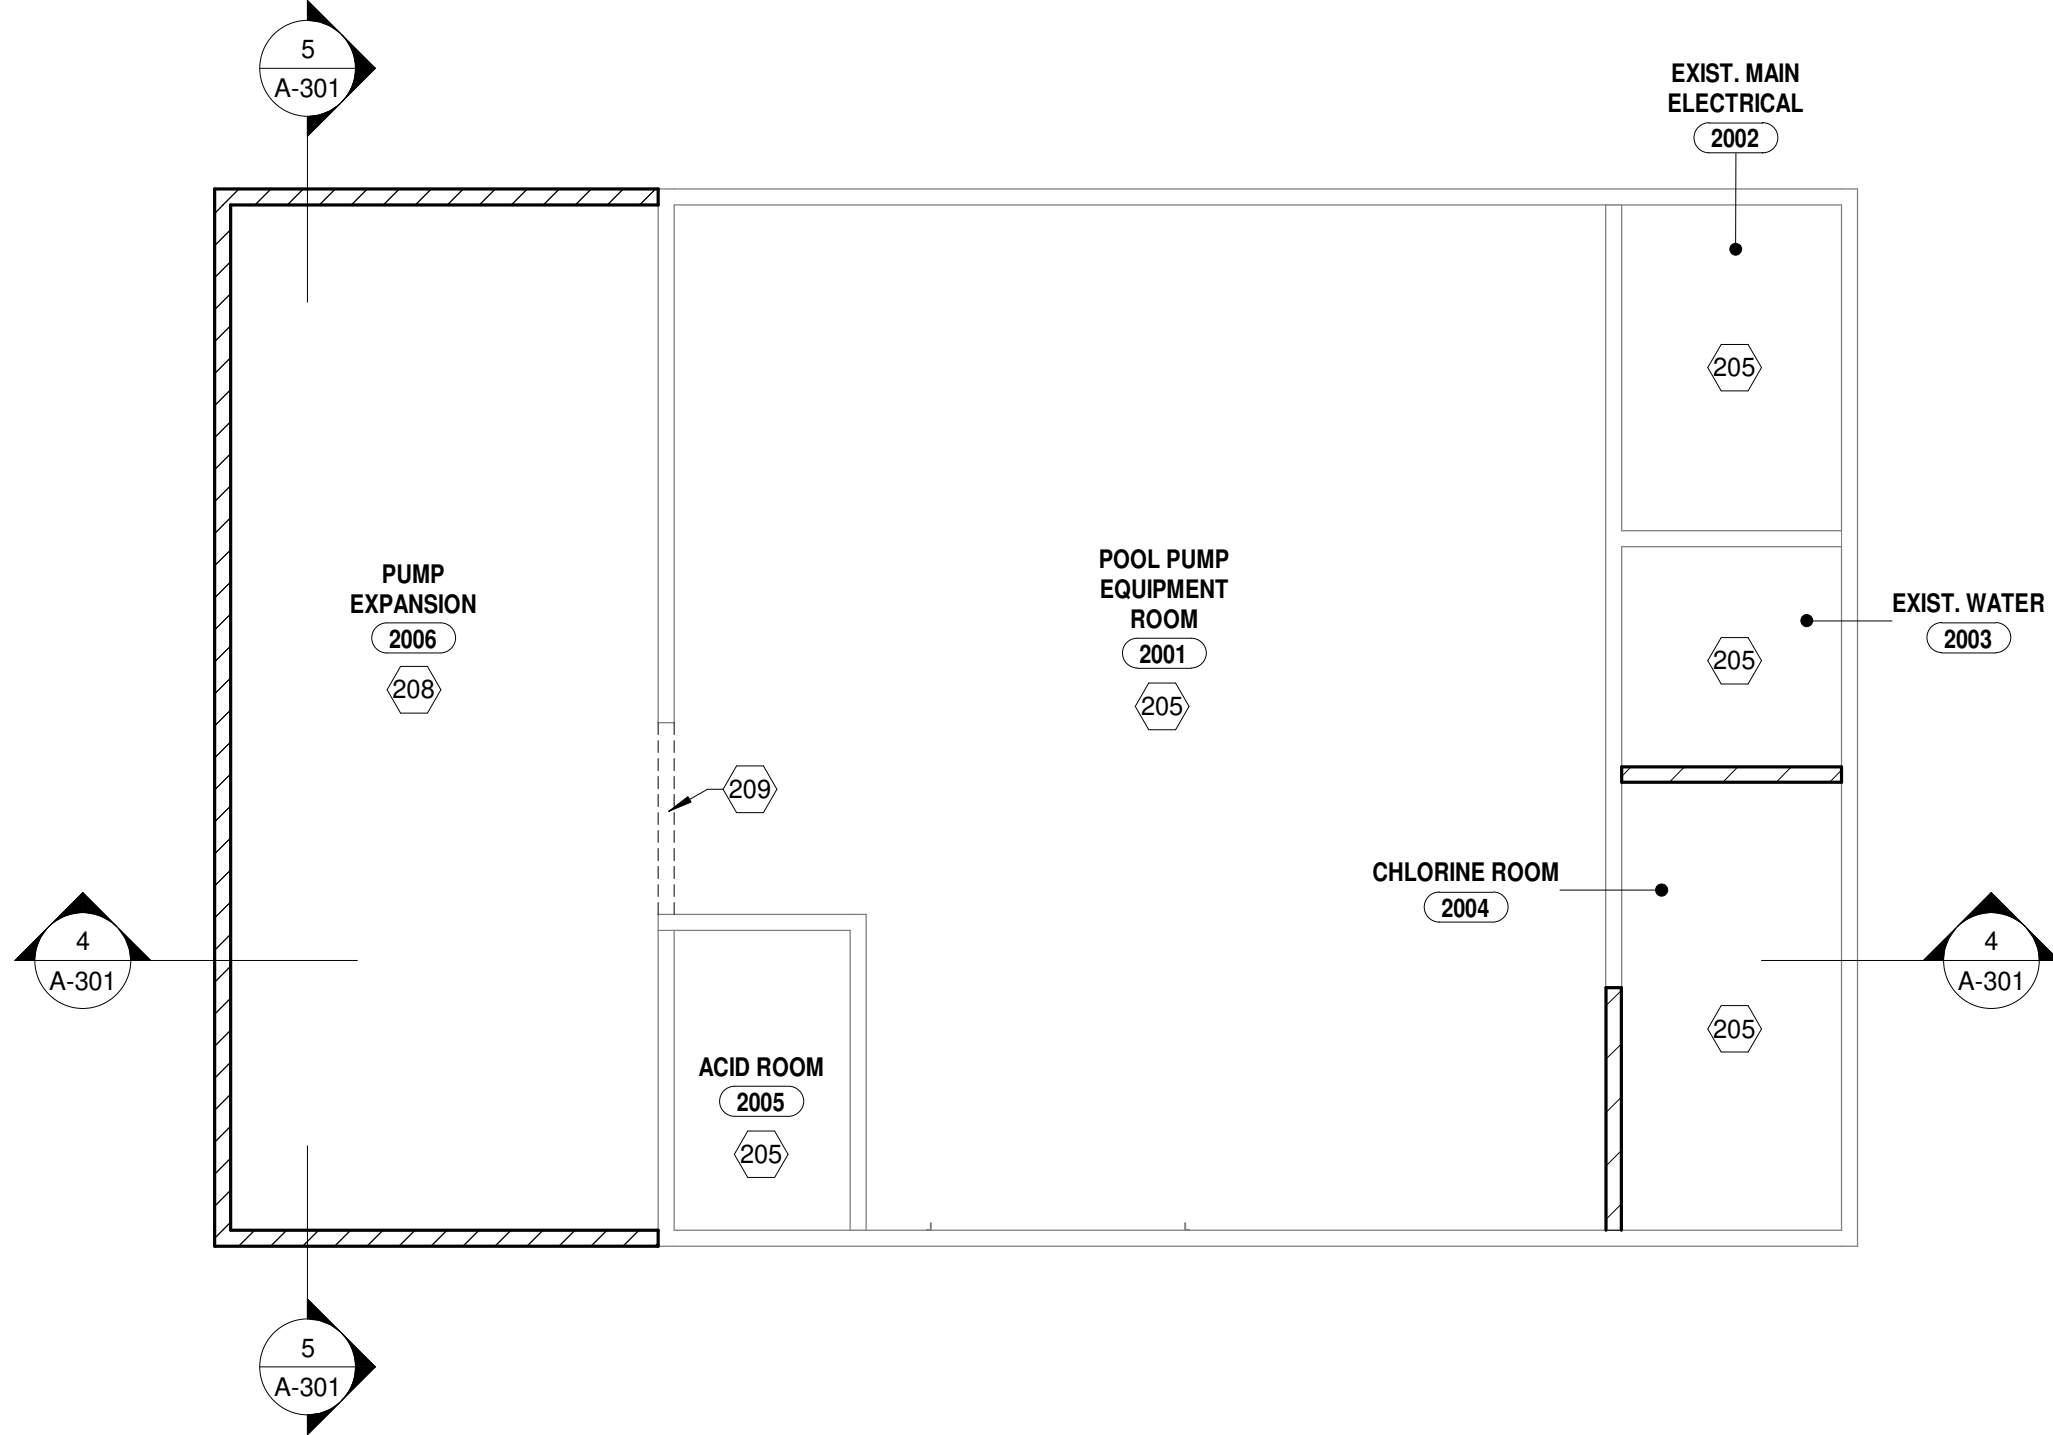 5
A-301
EXIST. MAIN
ELECTRICAL
2002
205
PUMP
EXPANSION
2006
208
POOL PUMP
EQUIPMENT
ROOM
2001
205
EXIST. WATER
2003
205
209
CHLORINE ROOM
2004
4
A-301
4
A-301
205
ACID ROOM
2005
205
5
A-301